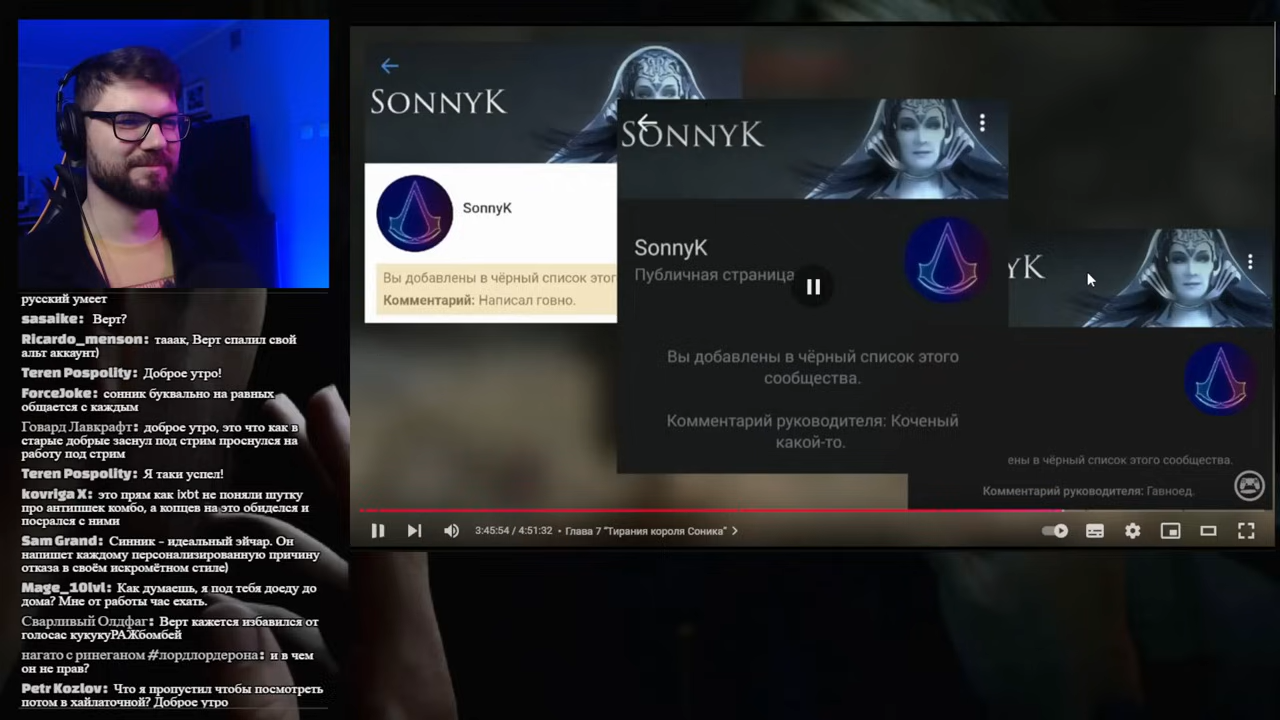 русский умеет
sasaike: Верт?
Ricardo_menson: тааак, Верт спалил свой
альт аккаунт)
Teren Pospolity: Доброе утро!
ForceJoke: сонник буквально на равных
общается с каждым
Говард Лавкрафт: доброе утро, это что как в
старые добрые заснул под стрим проснулся на
работу под стрим
Teren Pospolity: Я таки успел!
kovriga X: это прям как ixbt не поняли шутку
про антипшек комбо, а копцев на это обиделся и
посрался с ними
Sam Grand: Синник - идеальный эйчар. Он
напишет каждому персонализированную причину
отказа в своём искромётном стиле)
Mage_10lvl: Как думаешь, я под тебя доеду до
дома? Мне от работы час ехать.
Сварливый Олдфаг: Верт кажется избавился от
голосас кукукуРАЖбомбей
нагато с ринеганом #лордлордерона: и в чем
он не прав?
Petr Kozlov: Что я пропустил чтобы посмотреть
потом в хайлаточной? Доброе утро
SONNYK
SonnyK
Вы добавлены в чёрный список этог
Комментарий: Написал говно.
SONNYK
SonnyK
Публичная страница
Вы добавлены в чёрный список этого
сообщества.
Комментарий руководителя: Коченый
какой-то.
YK
ены в чёрный список этого сообщества.
Комментарий руководителя: Гавноед.
3:45:54 / 4:51:32 • Глава 7 "Тирания короля Соника"